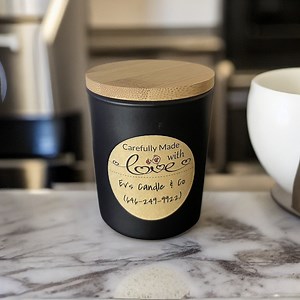 Carefully Made
with
love
Ev's Candle & Co
(646-249-9922)